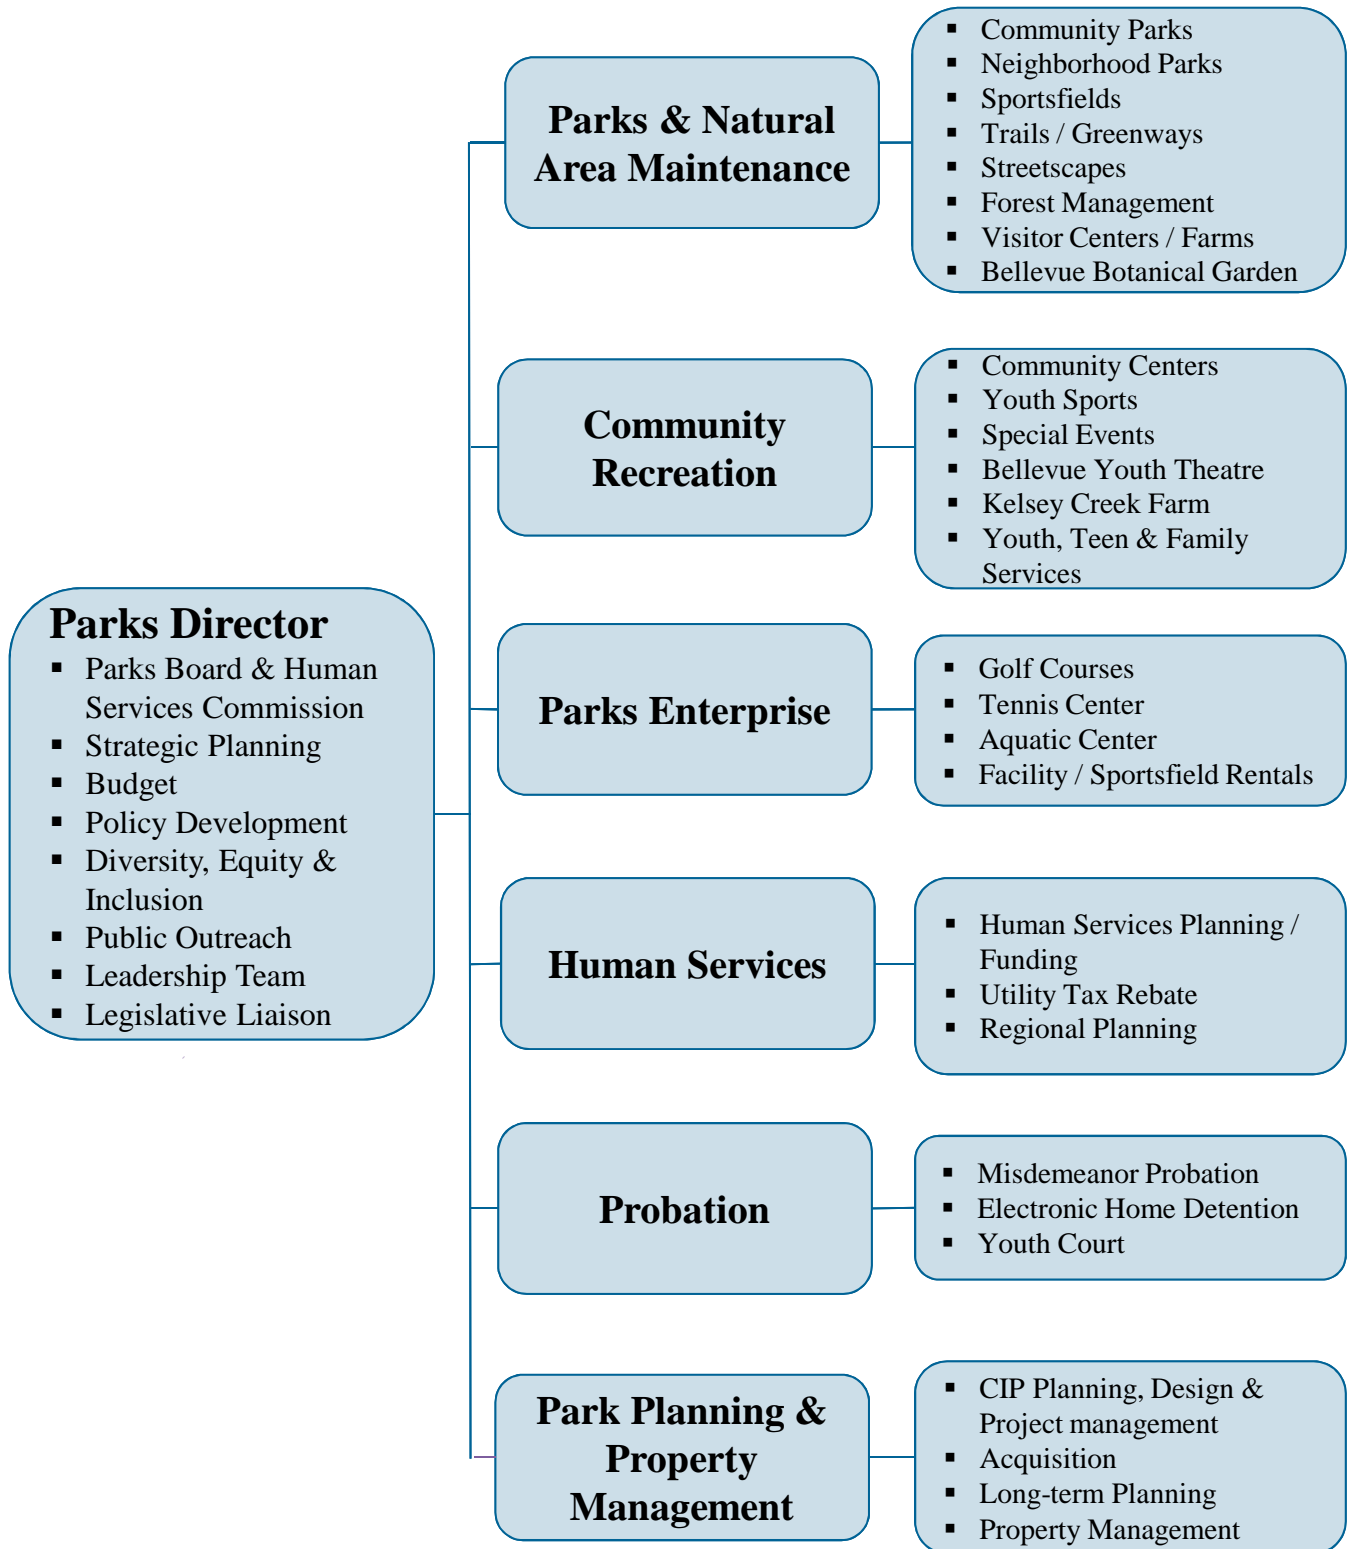 Parks Director
▪ Parks Board & Human
Services Commission
▪ Strategic Planning
▪ Budget
▪ Policy Development
▪ Diversity, Equity &
Inclusion
▪ Public Outreach
▪ Leadership Team
▪ Legislative Liaison
Parks & Natural
Area Maintenance
▪ Community Parks
▪ Neighborhood Parks
▪ Sportsfields
▪ Trails / Greenways
▪ Streetscapes
▪ Forest Management
▪ Visitor Centers / Farms
▪ Bellevue Botanical Garden
Community
Recreation
▪ Community Centers
▪ Youth Sports
▪ Special Events
▪ Bellevue Youth Theatre
▪ Kelsey Creek Farm
▪ Youth, Teen & Family
Services
Parks Enterprise
▪ Golf Courses
▪ Tennis Center
▪ Aquatic Center
▪ Facility / Sportsfield Rentals
Human Services
▪ Human Services Planning /
Funding
▪ Utility Tax Rebate
▪ Regional Planning
Probation
▪ Misdemeanor Probation
▪ Electronic Home Detention
▪ Youth Court
Park Planning &
Property
Management
▪ CIP Planning, Design &
Project management
▪ Acquisition
▪ Long-term Planning
▪ Property Management